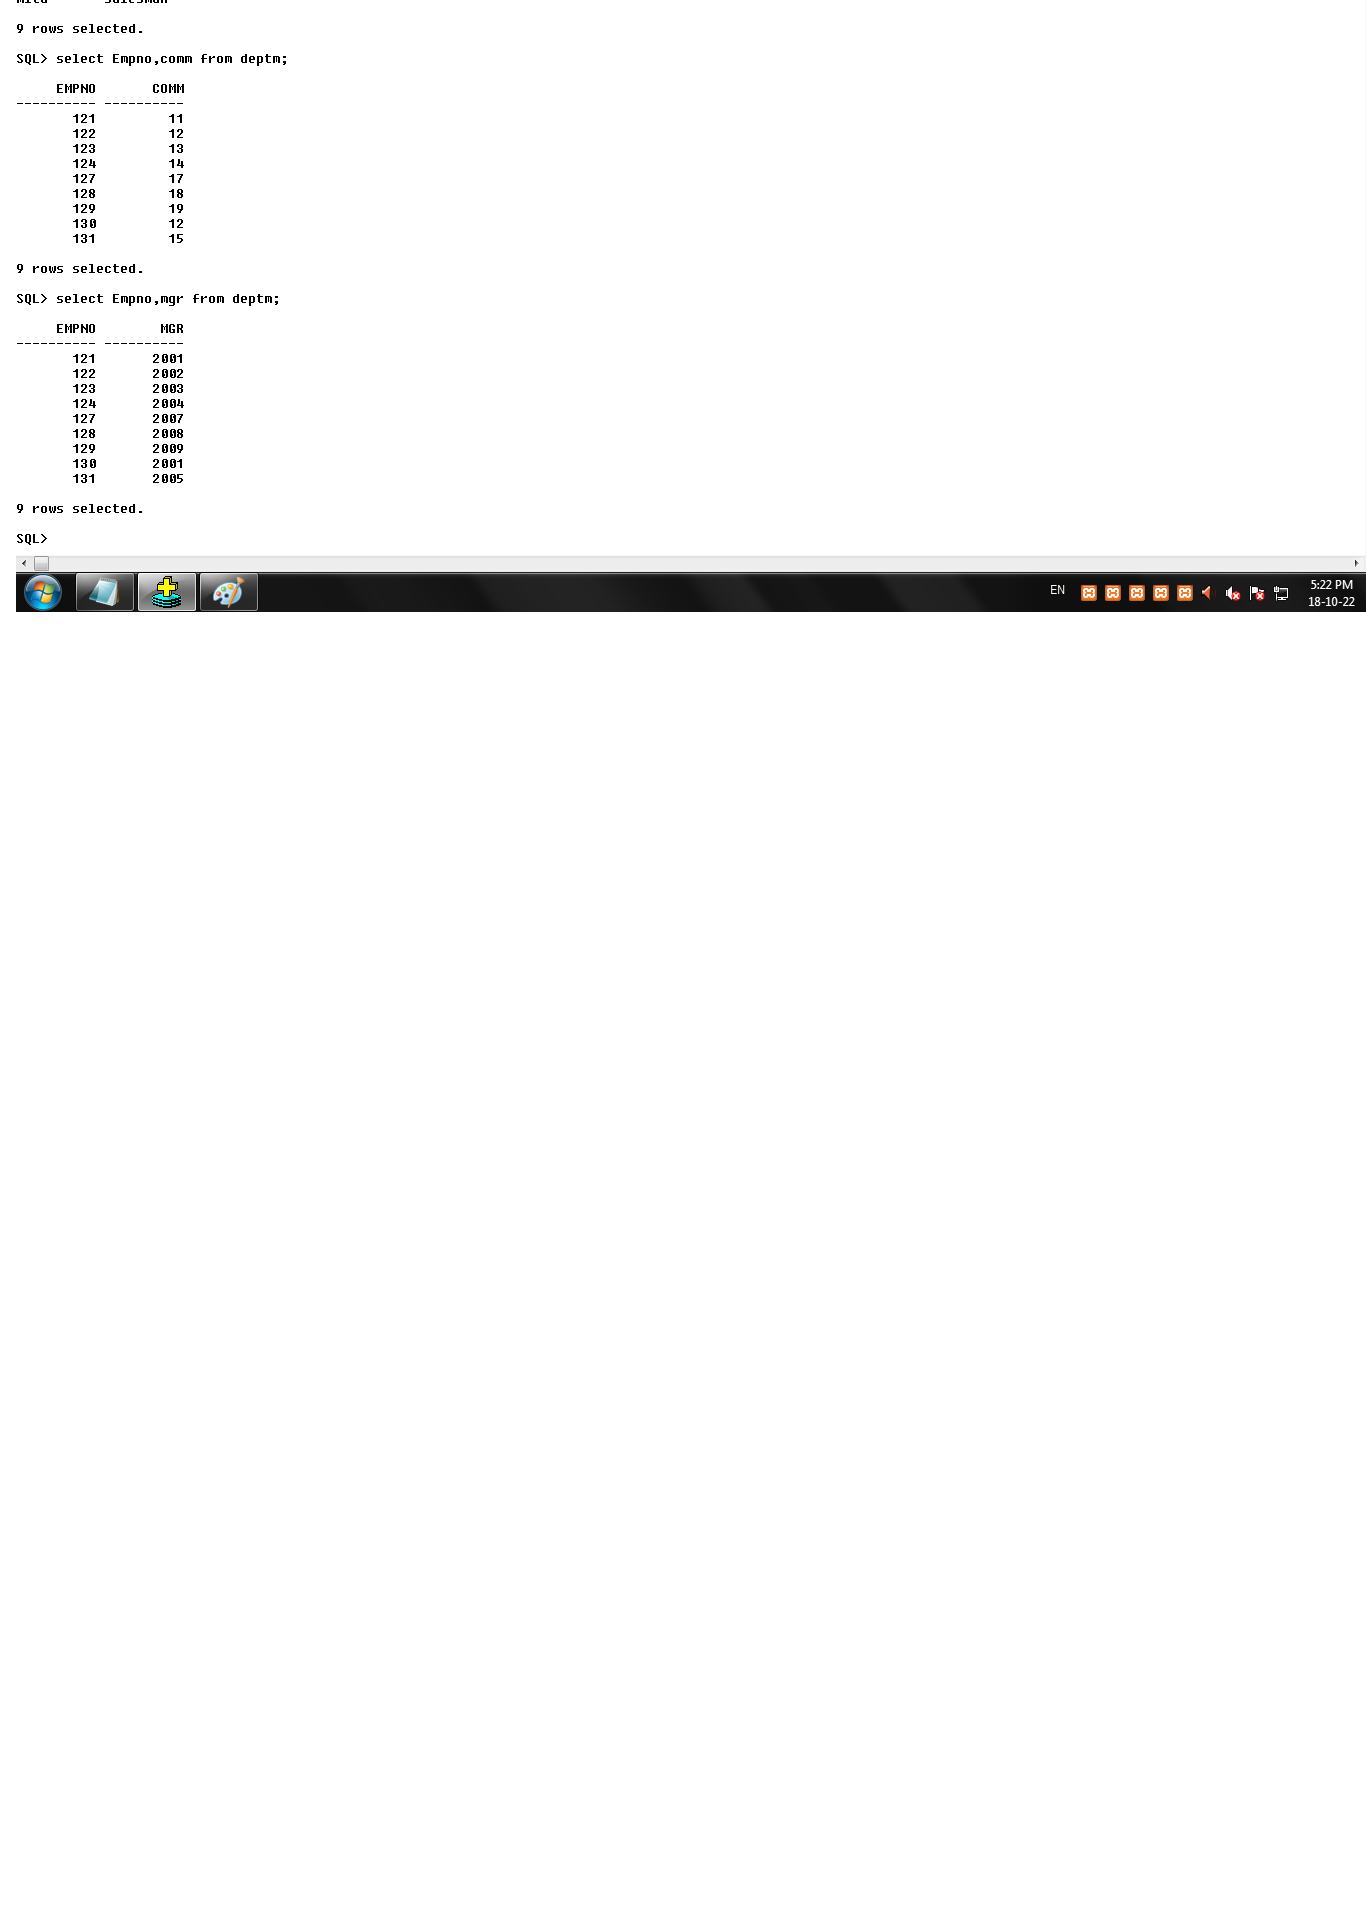 9 rows selected.
SQL> select Empno,comm from deptm;
EMPNO COMM
---------- ----------
121 11
122 12
123 13
124 14
127 17
128 18
129 19
130 12
131 15
9 rows selected.
SQL> select Empno,mgr from deptm;
EMPNO MGR
---------- ----------
121 2001
122 2002
123 2003
124 2004
127 2007
128 2008
129 2009
130 2001
131 2005
9 rows selected.
SQL>
EN
5:22 PM
18-10-22